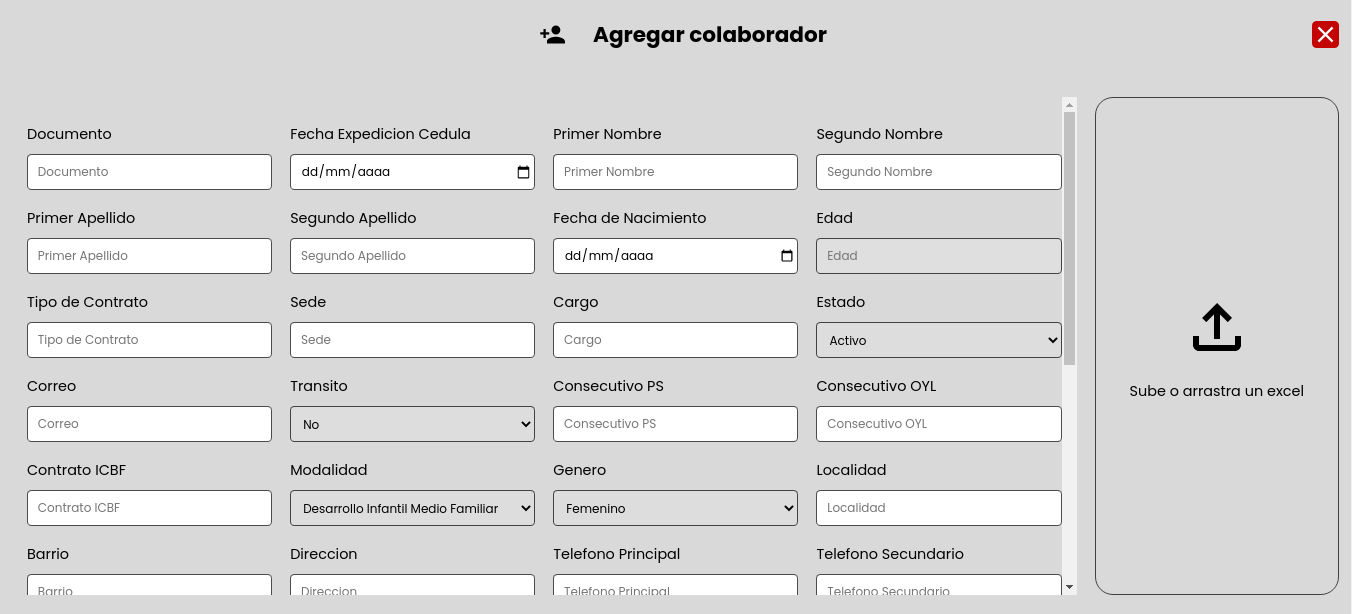 Agregar colaborador
Documento Fecha Expedicion Cedula Primer Nombre Segundo Nombre
Documento dd/mm/aaaa Primer Nombre Segundo Nombre
Primer Apellido Segundo Apellido Fecha de Nacimiento Edad
Primer Apellido Segundo Apellido dd/mm/aaaa Edad
Tipo de Contrato Sede Cargo Estado
Tipo de Contrato Sede Cargo Activo
Correo Transito Consecutivo PS Consecutivo OYL
Correo No Consecutivo PS Consecutivo OYL
Contrato ICBF Modalidad Genero Localidad
Contrato ICBF Desarrollo Infantil Medio Familiar Femenino Localidad
Barrio Direccion Telefono Principal Telefono Secundario
Barrio Direccion Telefono Principal Telefono Secundario
Sube o arrastra un excel